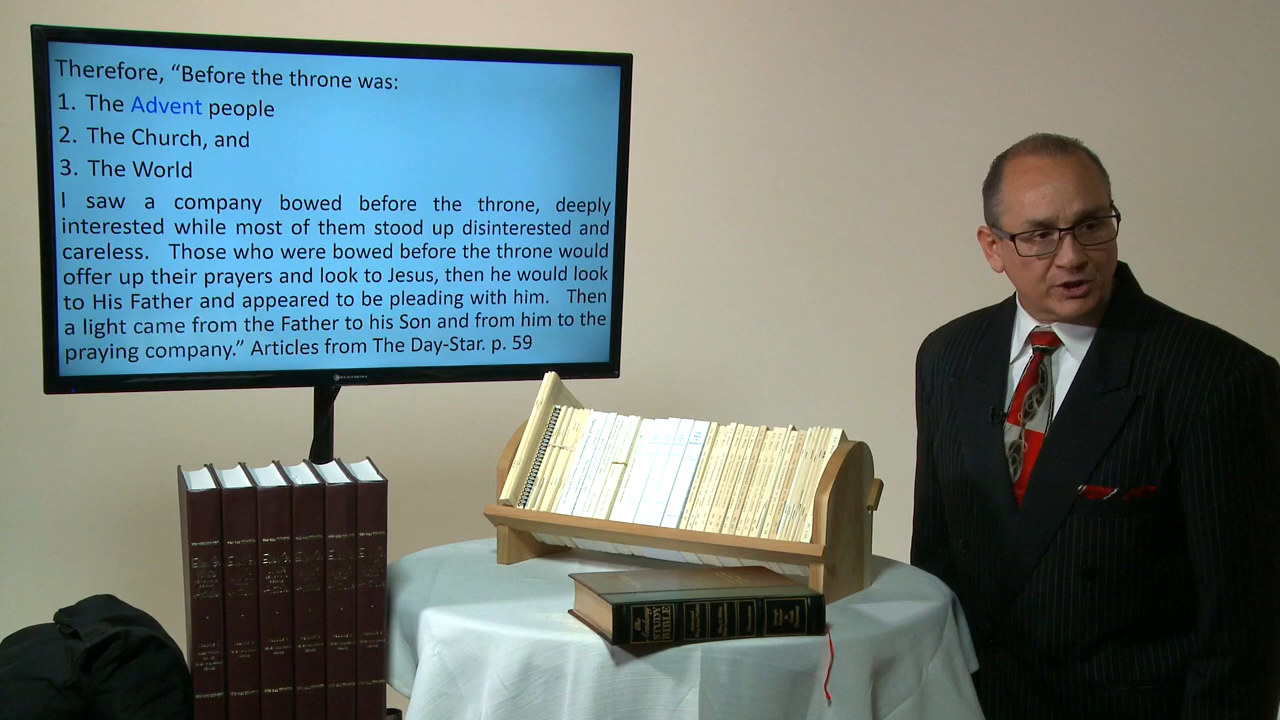 Therefore, “Before the throne was:
1. The Advent people
2. The Church, and
3. The World
I saw a company bowed before the throne, deeply
interested while most of them stood up disinterested and
careless. Those who were bowed before the throne would
offer up their prayers and look to Jesus, then he would look
to His Father and appeared to be pleading with him. Then
a light came from the Father to his Son and from him to the
praying company.” Articles from The Day-Star. p. 59
STUDY
BIBLE